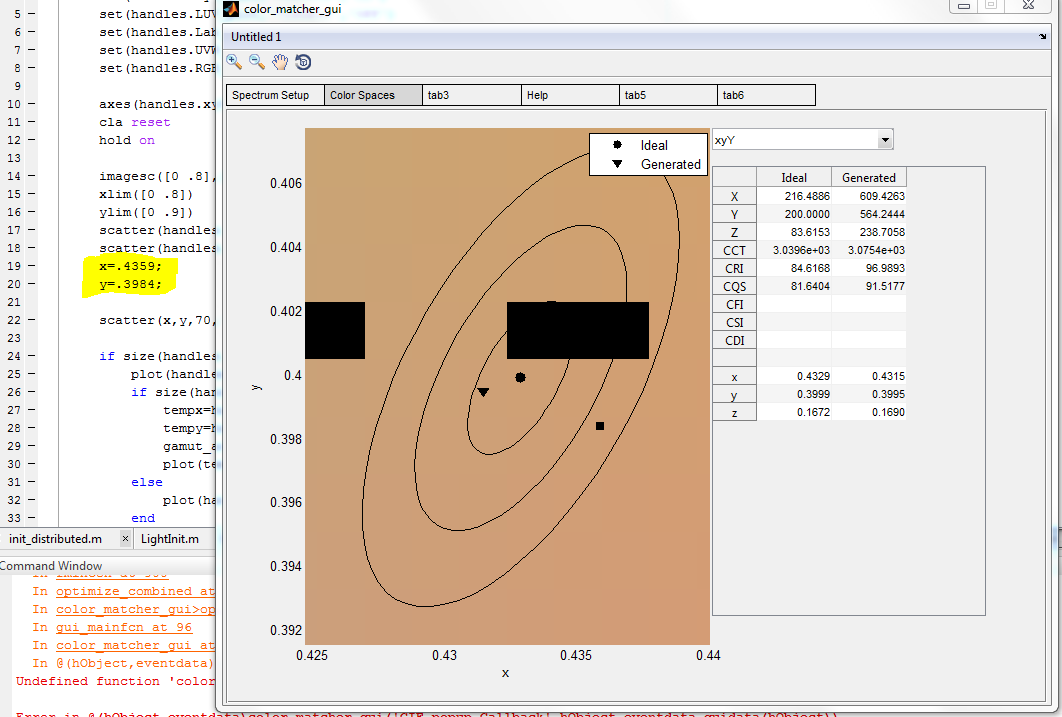 color_matcher_gui
Untitled 1
Spectrum Setup Color Spaces tab3 Help tab5 tab6
5 – set(handles.LUV
6 – set(handles.Lab
7 – set(handles.UVW
8 – set(handles.RGB
9
10 – axes(handles.xy
11 – cla reset
12 – hold on
13
14 – imagesc([0 .8],
15 – xlim([0 .8])
16 – ylim([0 .9])
17 – scatter(handles
18 – scatter(handles
19 – x=.4359;
20 – y=.3984;
21
22 – scatter(x,y,70,
23
24 – if size(handles
25 – plot(handle
26 – if size(han
27 – tempx=h
28 – tempy=h
29 – gamut_a
30 – plot(te
31 – else
32 – plot(ha
33 – end
init_distributed.m × LightInit.m
Command Window
In optimize_combined at
In color_matcher_gui>op
In gui_mainfcn at 96
In color_matcher_gui at
In @(hObject,eventdata)
Undefined function 'color
Error in @(hObject,eventdata)color_matcher_gui('CIE_popup_Callback',hObject,eventdata,guidata(hObject))
Ideal
Generated
0.406
0.404
0.402
0.4
0.398
0.396
0.394
0.392
y
0.425 0.43 0.435 0.44
x
xyY
Ideal Generated
X 216.4886 609.4263
Y 200.0000 564.2444
Z 83.6153 238.7058
CCT 3.0396e+03 3.0754e+03
CRI 84.6168 96.9893
CQS 81.6404 91.5177
CFI
CSI
CDI
x 0.4329 0.4315
y 0.3999 0.3995
z 0.1672 0.1690